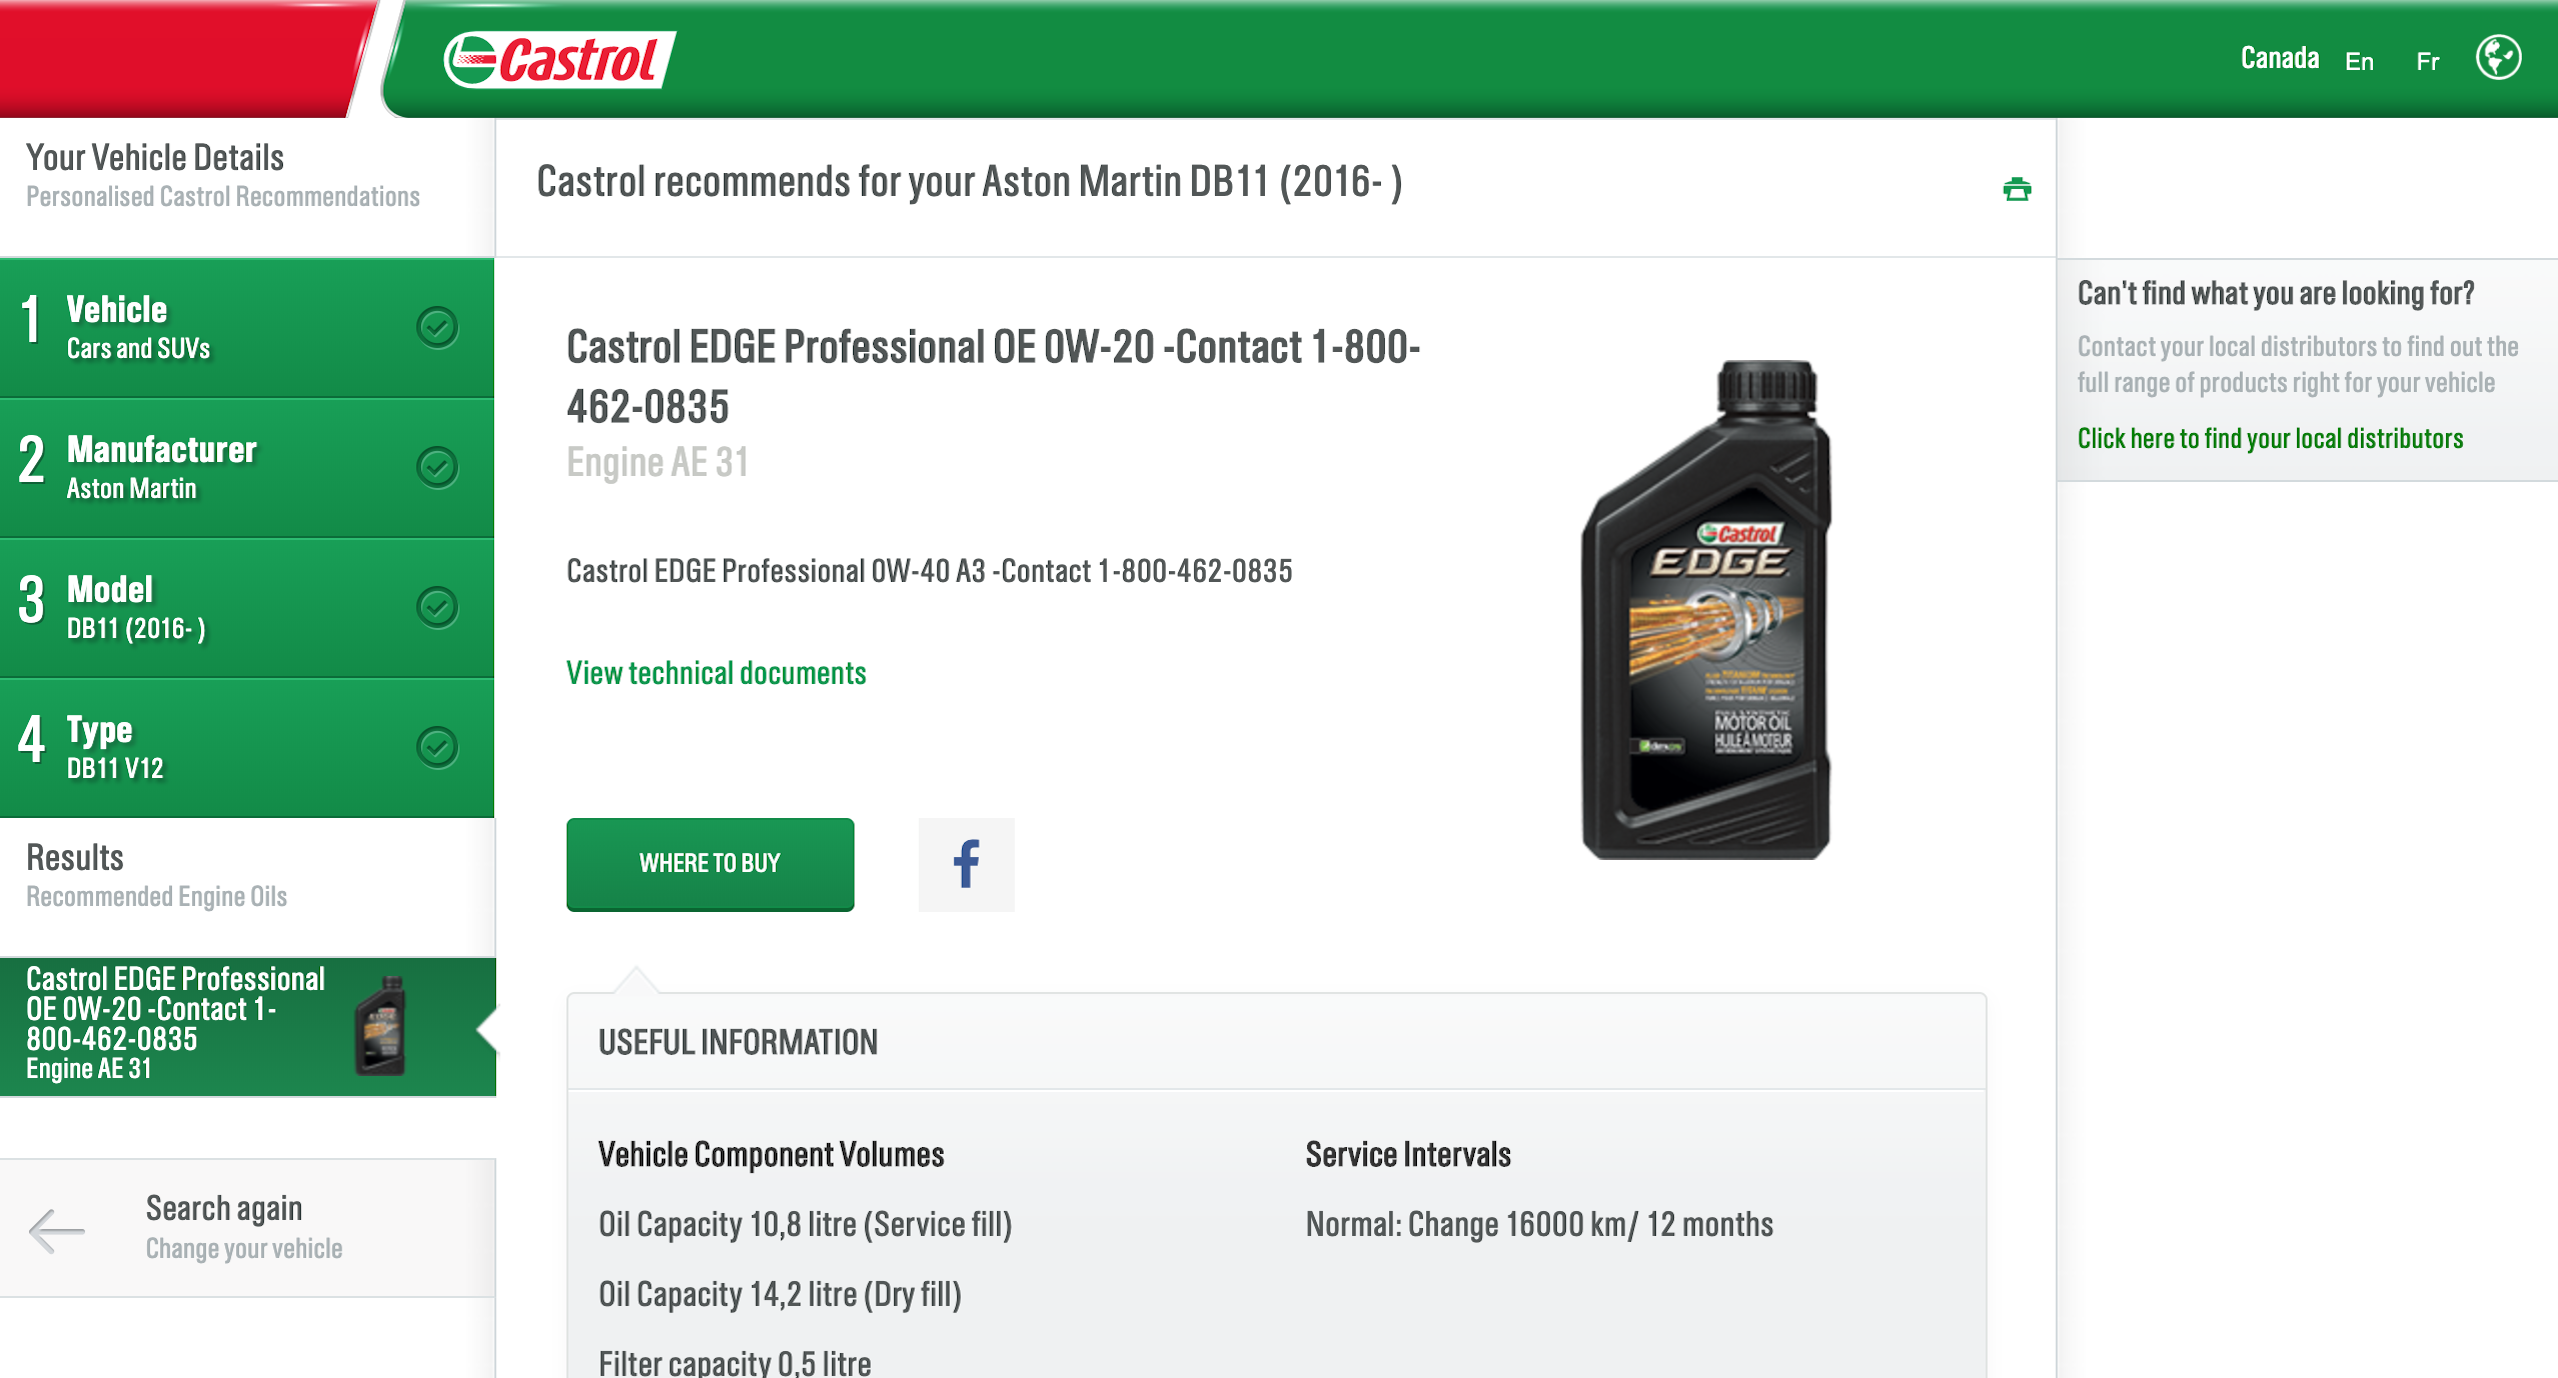 Castrol
Canada
En
Fr
Your Vehicle Details
Personalised Castrol Recommendations
1
Vehicle
Cars and SUVs
2
Manufacturer
Aston Martin
3
Model
DB11 (2016- )
4
Type
DB11 V12
Results
Recommended Engine Oils
Castrol EDGE Professional
OE 0W-20 -Contact 1-
800-462-0835
Engine AE 31
Search again
Change your vehicle
Castrol recommends for your Aston Martin DB11 (2016- )
Castrol EDGE Professional OE 0W-20 -Contact 1-800-
462-0835
Engine AE 31
Castrol EDGE Professional 0W-40 A3 -Contact 1-800-462-0835
View technical documents
WHERE TO BUY
f
Castrol
EDGE
MOTOR OIL
HUILE À MOTEUR
USEFUL INFORMATION
Vehicle Component Volumes
Oil Capacity 10,8 litre (Service fill)
Oil Capacity 14,2 litre (Dry fill)
Filter capacity 0,5 litre
Service Intervals
Normal: Change 16000 km/ 12 months
Can't find what you are looking for?
Contact your local distributors to find out the
full range of products right for your vehicle
Click here to find your local distributors